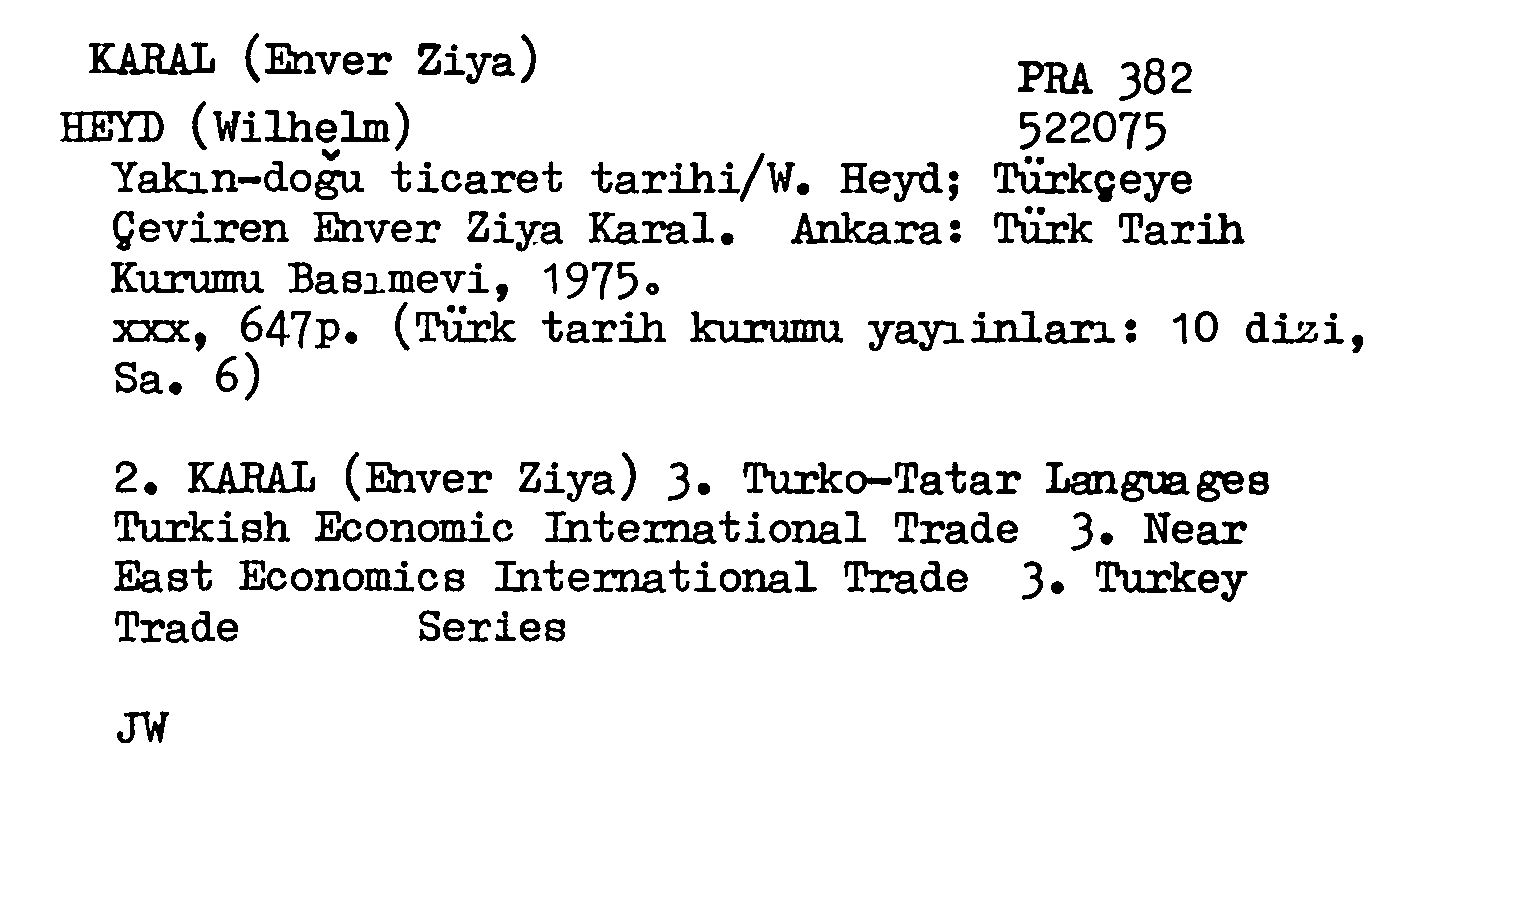 KARAL (Enver Ziya)
PRA 382
HEYD (Wilhelm)
522075
Yakın-doğu ticaret tarihi/W. Heyd; Türkçeye
Çeviren Enver Ziya Karal. Ankara: Türk Tarih
Kurumu Basımevi, 1975.
xxx, 647p. (Türk tarih kurumu yayıinları: 10 dizi,
Sa. 6)
2. KARAL (Enver Ziya) 3. Turko-Tatar Languages
Turkish Economic International Trade 3. Near
East Economics International Trade 3. Turkey
Trade Series
JW